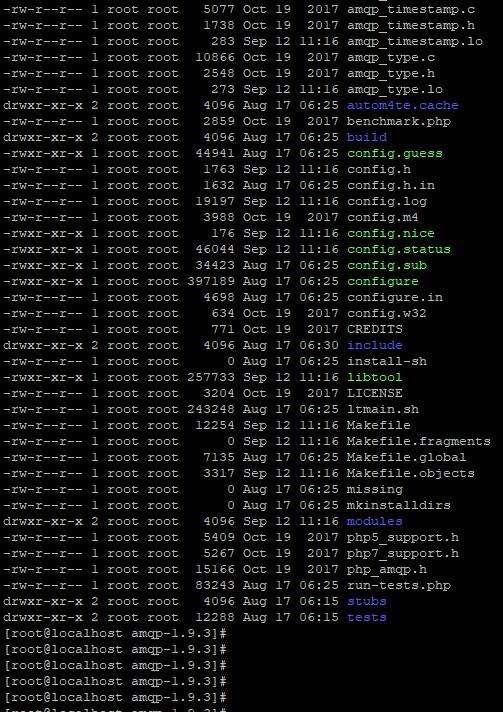 -rw-r--r-- 1 root root   5077 Oct 19  2017 amqp_timestamp.c
-rw-r--r-- 1 root root   1738 Oct 19  2017 amqp_timestamp.h
-rw-r--r-- 1 root root    283 Sep 12 11:16 amqp_timestamp.lo
-rw-r--r-- 1 root root  10866 Oct 19  2017 amqp_type.c
-rw-r--r-- 1 root root   2548 Oct 19  2017 amqp_type.h
-rw-r--r-- 1 root root    273 Sep 12 11:16 amqp_type.lo
drwxr-xr-x 2 root root   4096 Aug 17 06:25 autom4te.cache
-rw-r--r-- 1 root root   2859 Oct 19  2017 benchmark.php
drwxr-xr-x 2 root root   4096 Aug 17 06:25 build
-rwxr-xr-x 1 root root  44941 Aug 17 06:25 config.guess
-rw-r--r-- 1 root root   1763 Sep 12 11:16 config.h
-rw-r--r-- 1 root root   1632 Aug 17 06:25 config.h.in
-rw-r--r-- 1 root root  19197 Sep 12 11:16 config.log
-rw-r--r-- 1 root root   3988 Oct 19  2017 config.m4
-rwxr-xr-x 1 root root    176 Sep 12 11:16 config.nice
-rwxr-xr-x 1 root root  46044 Sep 12 11:16 config.status
-rwxr-xr-x 1 root root  34423 Aug 17 06:25 config.sub
-rwxr-xr-x 1 root root 397189 Aug 17 06:25 configure
-rw-r--r-- 1 root root   4698 Aug 17 06:25 configure.in
-rw-r--r-- 1 root root    634 Oct 19  2017 config.w32
-rw-r--r-- 1 root root    771 Oct 19  2017 CREDITS
drwxr-xr-x 2 root root   4096 Aug 17 06:30 include
-rw-r--r-- 1 root root      0 Aug 17 06:25 install-sh
-rwxr-xr-x 1 root root 257733 Sep 12 11:16 libtool
-rw-r--r-- 1 root root   3204 Oct 19  2017 LICENSE
-rw-r--r-- 1 root root 243248 Aug 17 06:25 ltmain.sh
-rw-r--r-- 1 root root  12254 Sep 12 11:16 Makefile
-rw-r--r-- 1 root root      0 Sep 12 11:16 Makefile.fragments
-rw-r--r-- 1 root root   7135 Aug 17 06:25 Makefile.global
-rw-r--r-- 1 root root   3317 Sep 12 11:16 Makefile.objects
-rw-r--r-- 1 root root      0 Aug 17 06:25 missing
-rw-r--r-- 1 root root      0 Aug 17 06:25 mkinstalldirs
drwxr-xr-x 2 root root   4096 Sep 12 11:16 modules
-rw-r--r-- 1 root root   5409 Oct 19  2017 php5_support.h
-rw-r--r-- 1 root root   5267 Oct 19  2017 php7_support.h
-rw-r--r-- 1 root root  15166 Oct 19  2017 php_amqp.h
-rw-r--r-- 1 root root  83243 Aug 17 06:25 run-tests.php
drwxr-xr-x 2 root root   4096 Aug 17 06:15 stubs
drwxr-xr-x 2 root root  12288 Aug 17 06:15 tests
[root@localhost amqp-1.9.3]#
[root@localhost amqp-1.9.3]#
[root@localhost amqp-1.9.3]#
[root@localhost amqp-1.9.3]#
[root@localhost amqp-1.9.3]#
[root@localhost amqp-1.9.3]#